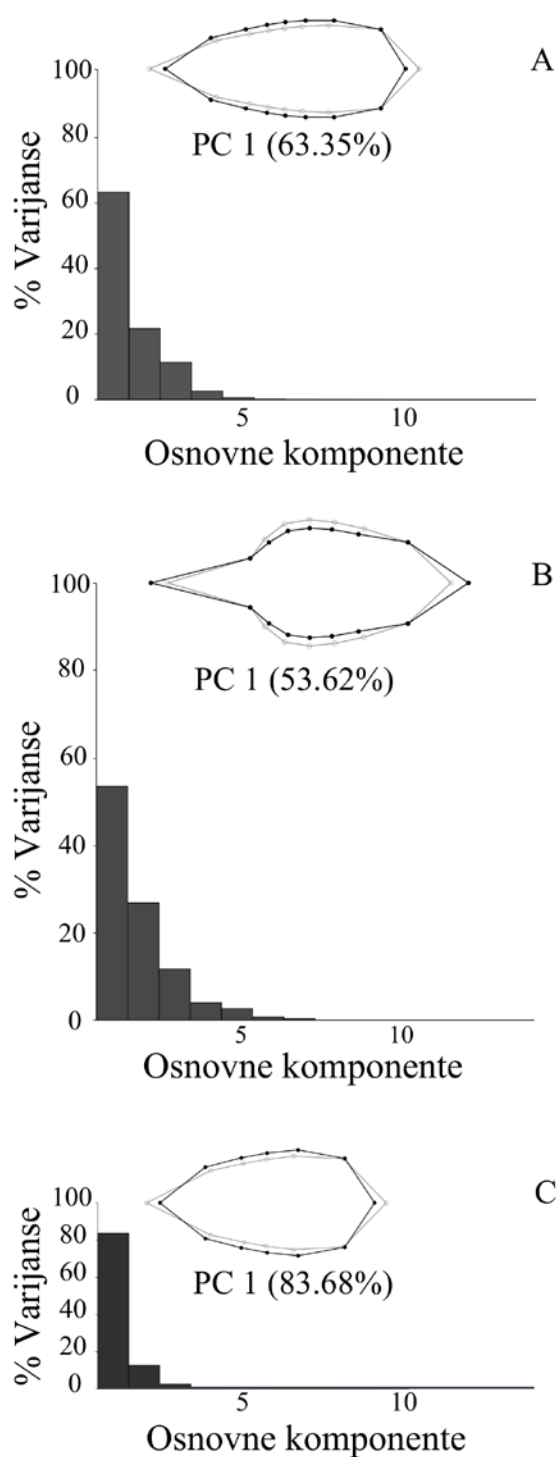 A
PC 1 (63.35%)
% Varijanse
100
80
60
40
20
0
5
10
Osnovne komponente
B
PC 1 (53.62%)
% Varijanse
100
80
60
40
20
0
5
10
Osnovne komponente
C
PC 1 (83.68%)
% Varijanse
100
80
60
40
20
0
5
10
Osnovne komponente